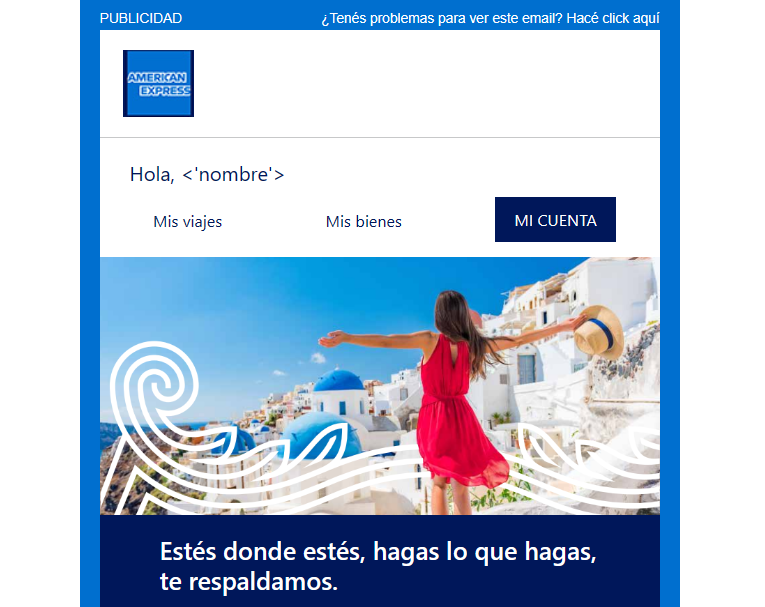 PUBLICIDAD
¿Tenés problemas para ver este email? Hacé click aquí
AMERICAN
EXPRESS
Hola, <'nombre'>
Mis viajes
Mis bienes
MI CUENTA
Estés donde estés, hagas lo que hagas,
te respaldamos.